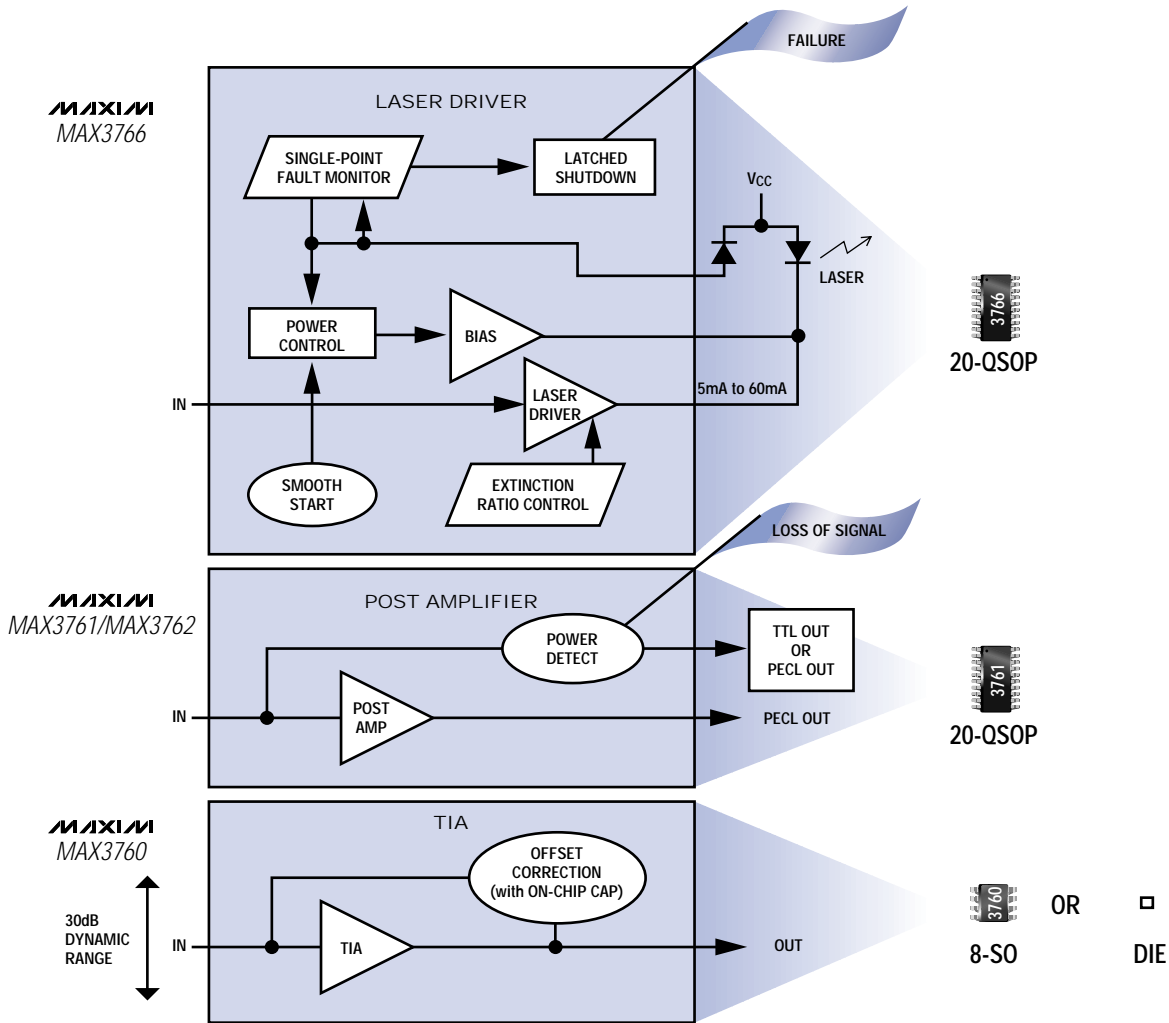 FAILURE
MAXIM
MAX3766
LASER DRIVER
SINGLE-POINT
FAULT MONITOR
LATCHED
SHUTDOWN
VCC
LASER
POWER
CONTROL
BIAS
3766
20-QSOP
IN
LASER
DRIVER
5mA to 60mA
SMOOTH
START
EXTINCTION
RATIO CONTROL
LOSS OF SIGNAL
MAXIM
MAX3761/MAX3762
POST AMPLIFIER
POWER
DETECT
TTL OUT
OR
PECL OUT
IN
POST
AMP
PECL OUT
3761
20-QSOP
MAXIM
MAX3760
TIA
OFFSET
CORRECTION
(with ON-CHIP CAP)
30dB
DYNAMIC
RANGE
IN
TIA
OUT
3760
8-SO
OR
DIE